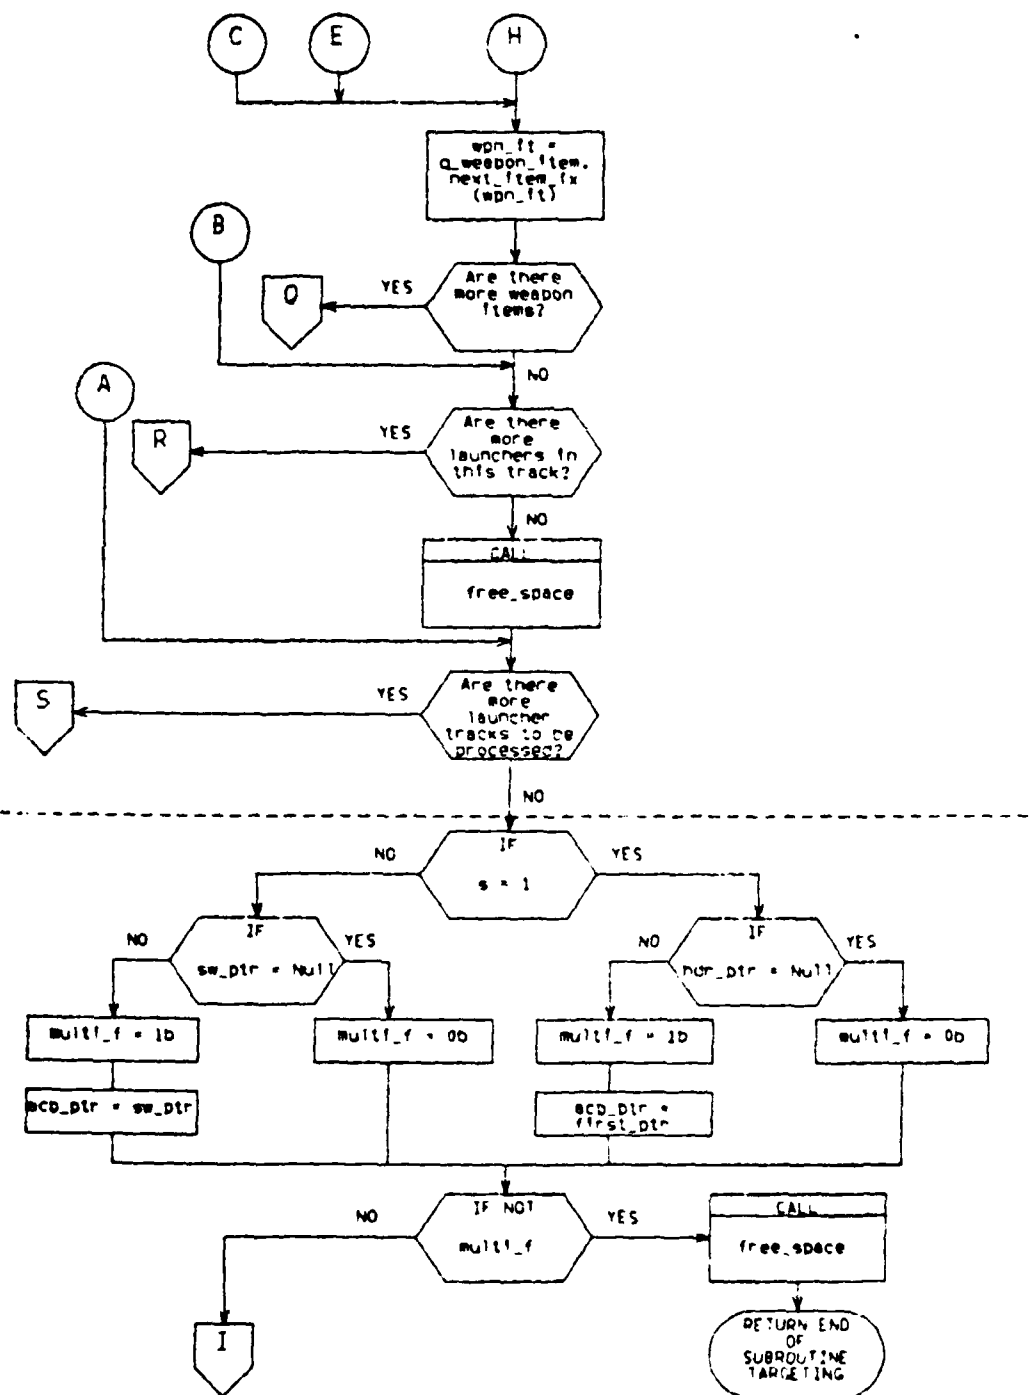 C
E
H
wpn_it =
q_weapon_item.
next_item_fx
(wpn_it)
B
Are there
more weapon
items?
YES
Q
NO
A
Are there
more
launchers in
this track?
YES
R
NO
CALL
free_space
Are there
more
launcher
tracks to be
processed?
YES
S
NO
IF
s = 1
NO
YES
IF
sw_ptr = Null
NO
YES
IF
hdr_ptr = Null
NO
YES
multi_f = 1b
multi_f = 0b
multi_f = 1b
multi_f = 0b
acb_ptr = sw_ptr
acb_ptr =
first_ptr
IF NOT
multi_f
NO
YES
CALL
free_space
I
RETURN END
OF
SUBROUTINE
TARGETING